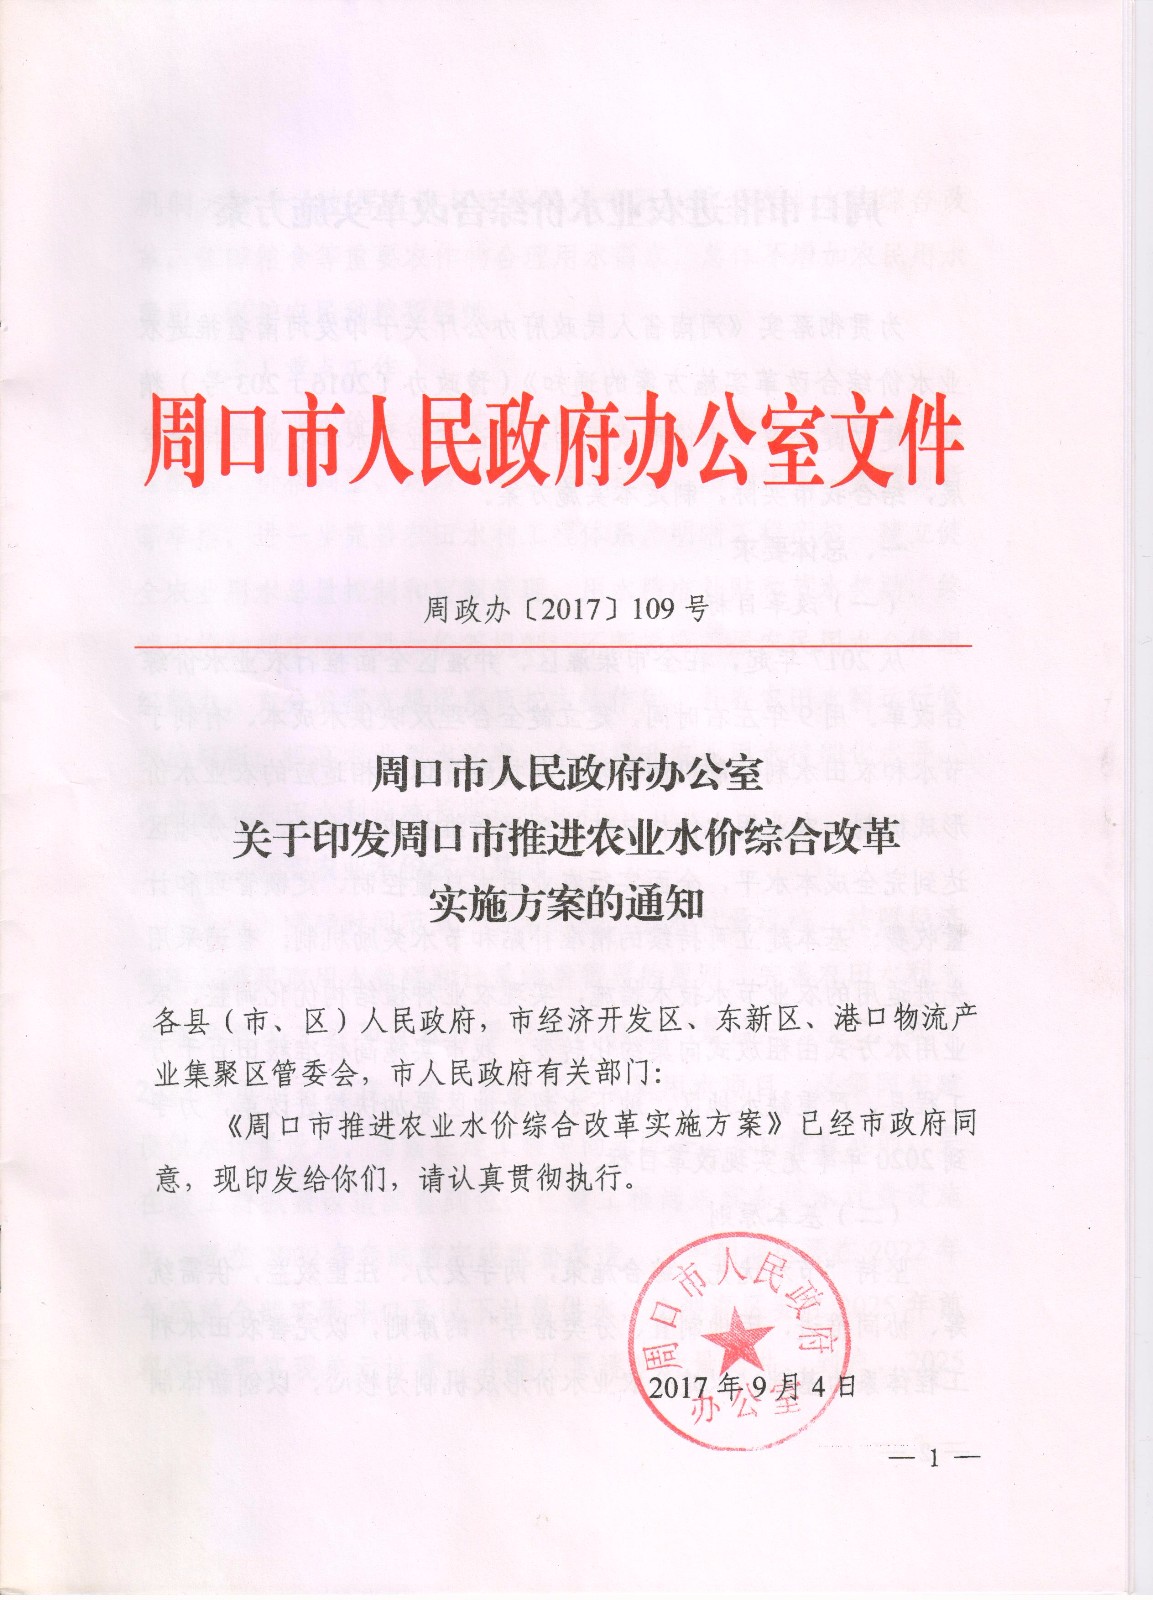 周口市人民政府办公室文件
周政办〔2017〕109号
周口市人民政府办公室
关于印发周口市推进农业水价综合改革
实施方案的通知
各县（市、区）人民政府，市经济开发区、东新区、港口物流产
业集聚区管委会，市人民政府有关部门：
《周口市推进农业水价综合改革实施方案》已经市政府同
意，现印发给你们，请认真贯彻执行。
周口市人民政府
办公室
2017年9月4日
— 1 —